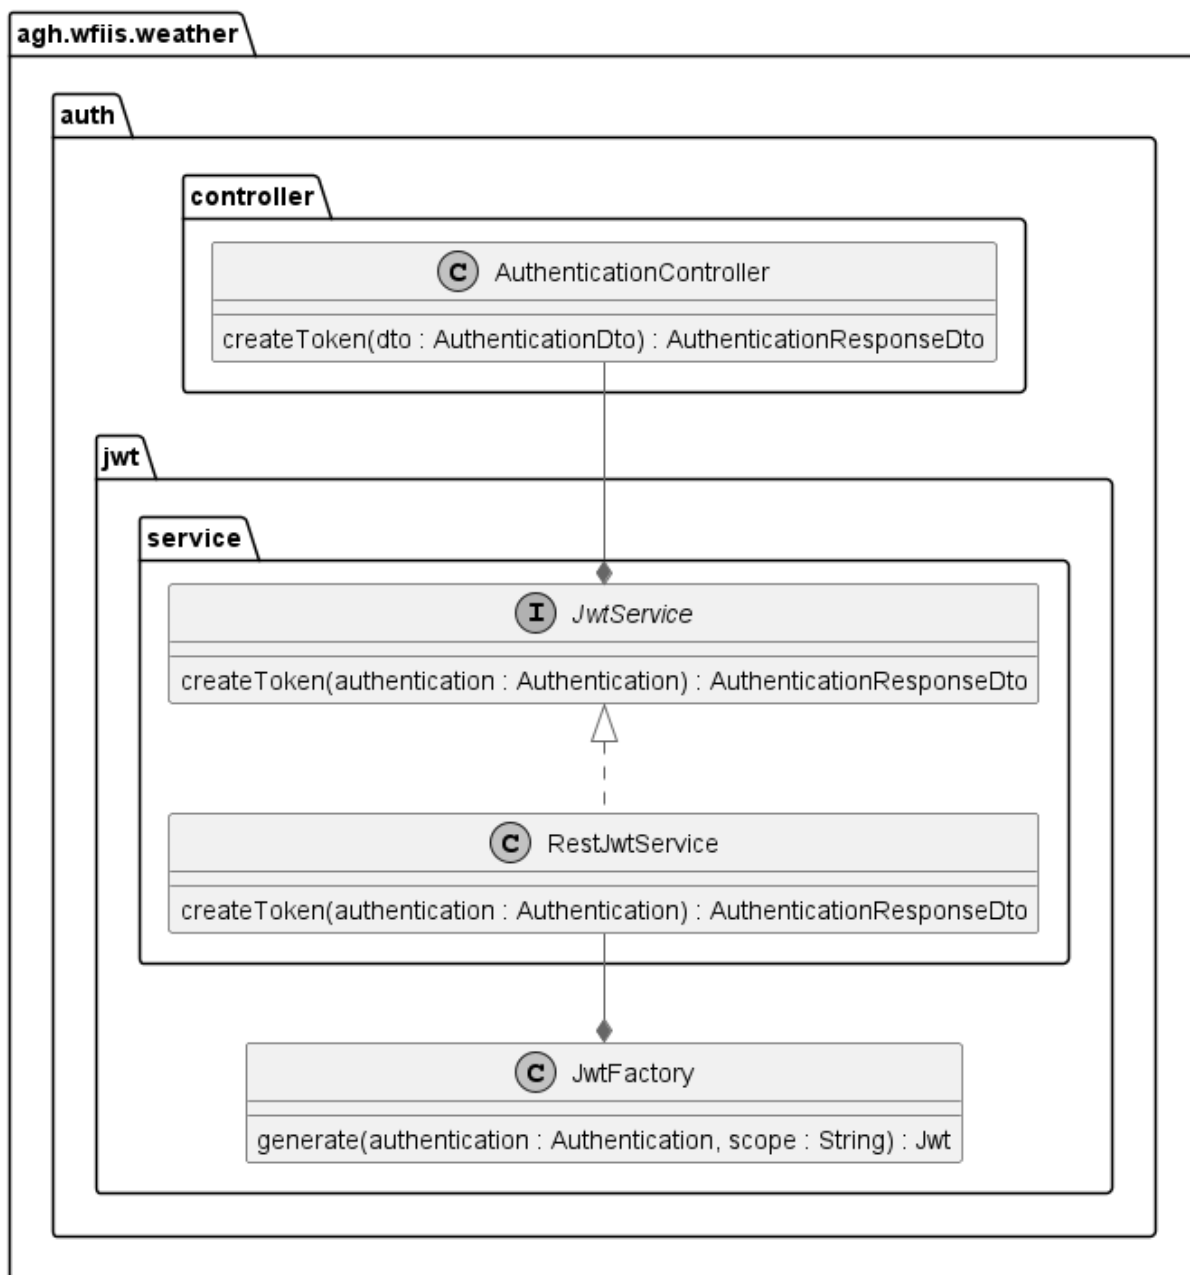 agh.wfiis.weather
auth
controller
C AuthenticationController
createToken(dto : AuthenticationDto) : AuthenticationResponseDto
jwt
service
I JwtService
createToken(authentication : Authentication) : AuthenticationResponseDto
C RestJwtService
createToken(authentication : Authentication) : AuthenticationResponseDto
C JwtFactory
generate(authentication : Authentication, scope : String) : Jwt